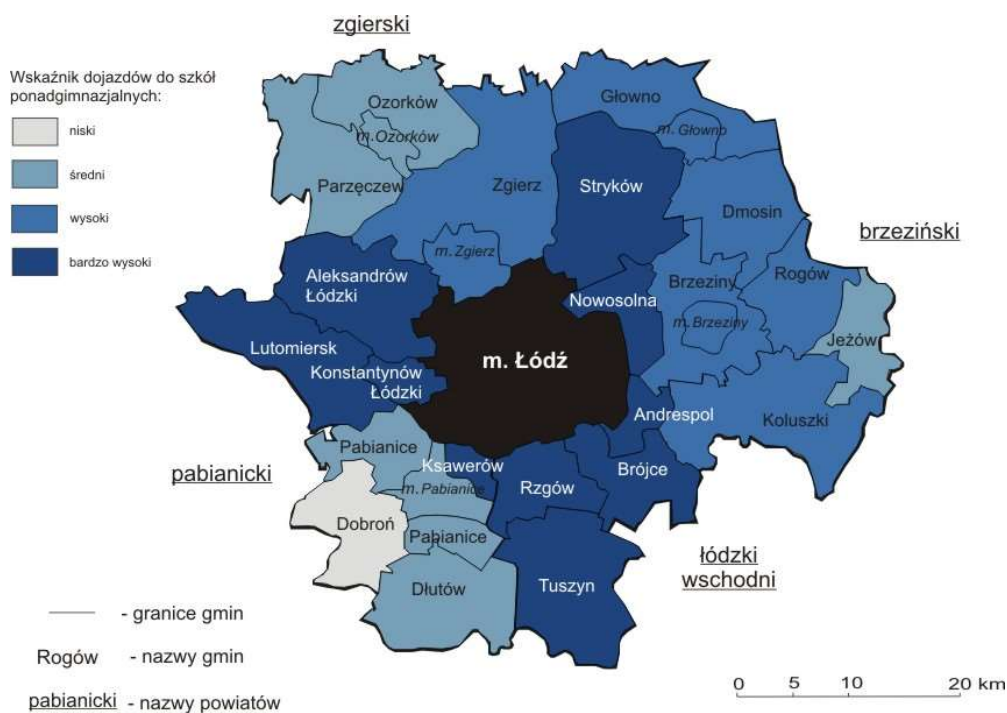 zgierski
Wskaźnik dojazdów do szkół
ponadgimnazjalnych:
niski
średni
wysoki
bardzo wysoki
Ozorków
m. Ozorków
Parzęczew
Zgierz
m. Zgierz
Głowno
m. Głowno
Stryków
Dmosin
brzeziński
Aleksandrów
Łódzki
Nowosolna
Brzeziny
m. Brzeziny
Rogów
Jeżów
Lutomiersk
Konstantynów
Łódzki
m. Łódź
Andrespol
Koluszki
Pabianice
Ksawerów
m. Pabianice
pabianicki
Rzgów
Brójce
Dobroń
Pabianice
Dłutów
Tuszyn
łódzki
wschodni
- granice gmin
Rogów - nazwy gmin
pabianicki - nazwy powiatów
0 5 10 20 km